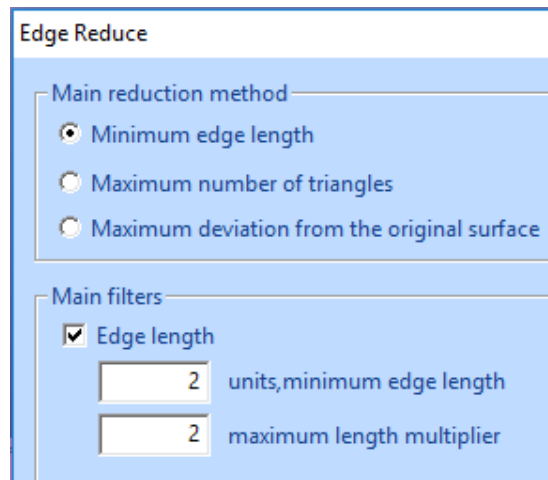 Edge Reduce
Main reduction method
Minimum edge length
Maximum number of triangles
Maximum deviation from the original surface
Main filters
Edge length
2 units,minimum edge length
2 maximum length multiplier